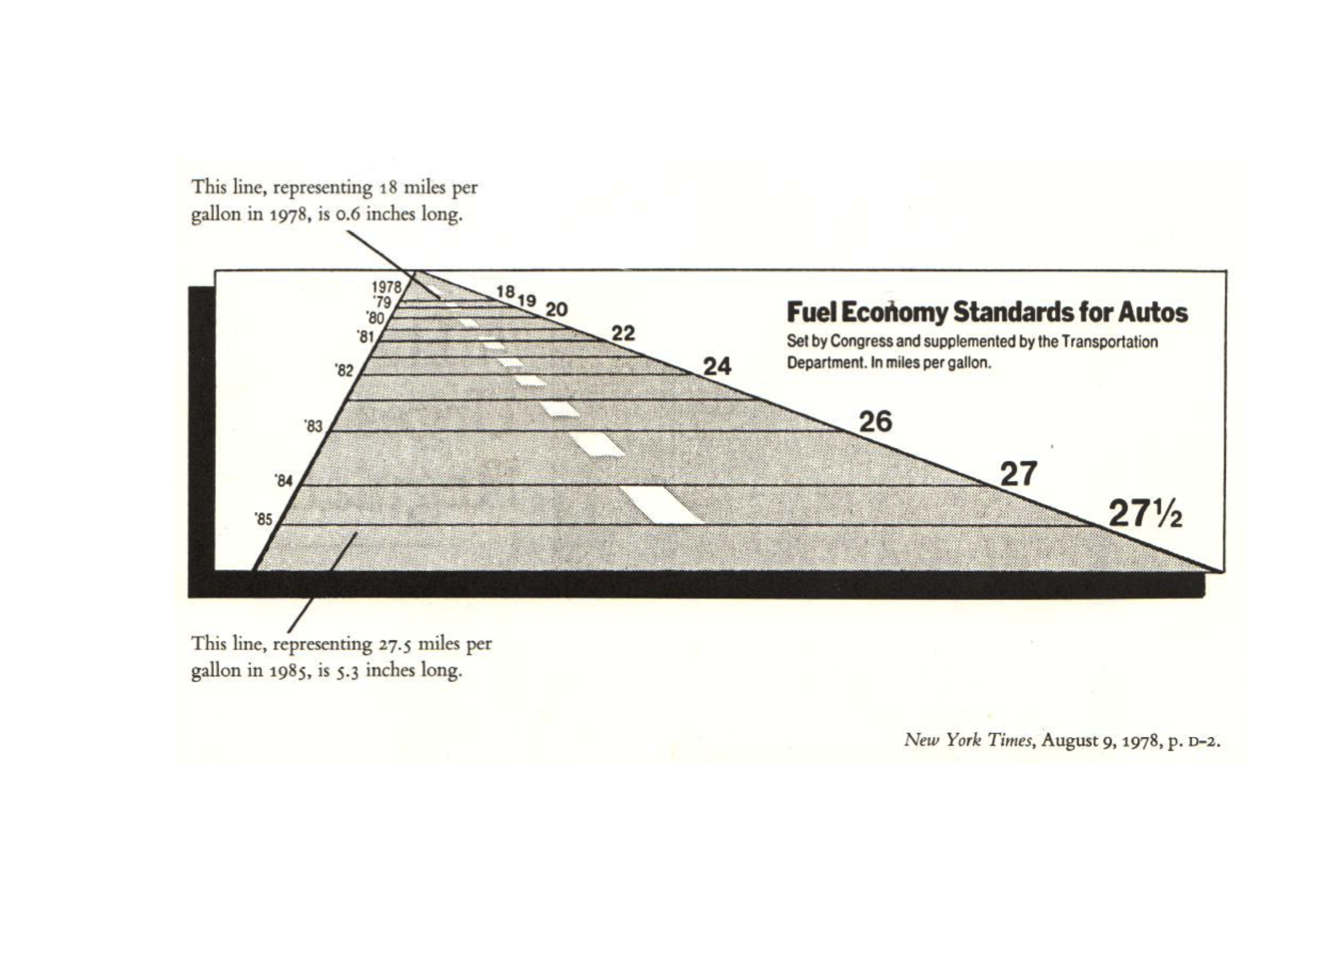 This line, representing 18 miles per
gallon in 1978, is 0.6 inches long.
1978
'79
'80
'81
'82
'83
'84
'85
18
19
20
22
24
26
27
27½
Fuel Economy Standards for Autos
Set by Congress and supplemented by the Transportation
Department. In miles per gallon.
This line, representing 27.5 miles per
gallon in 1985, is 5.3 inches long.
New York Times, August 9, 1978, p. D-2.